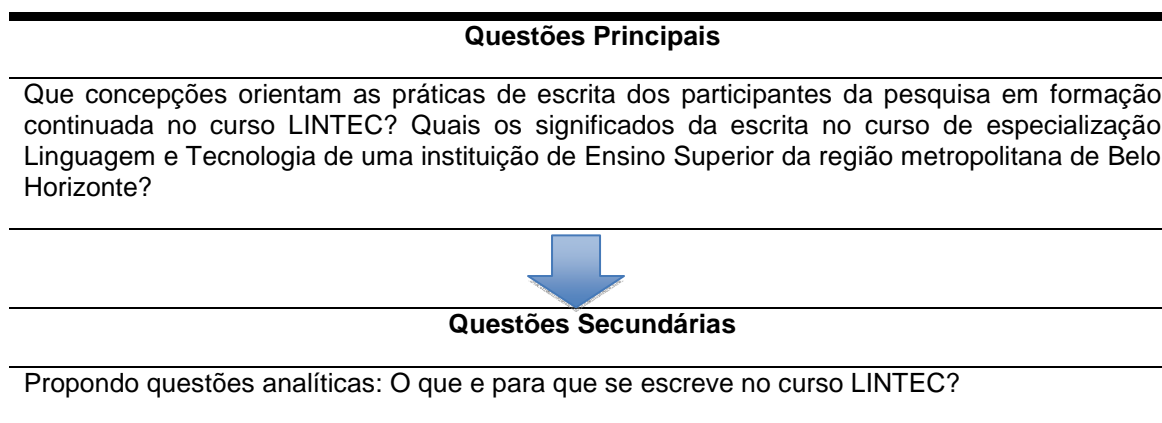 Questões Principais
Que concepções orientam as práticas de escrita dos participantes da pesquisa em formação
continuada no curso LINTEC? Quais os significados da escrita no curso de especialização
Linguagem e Tecnologia de uma instituição de Ensino Superior da região metropolitana de Belo
Horizonte?
Questões Secundárias
Propondo questões analíticas: O que e para que se escreve no curso LINTEC?